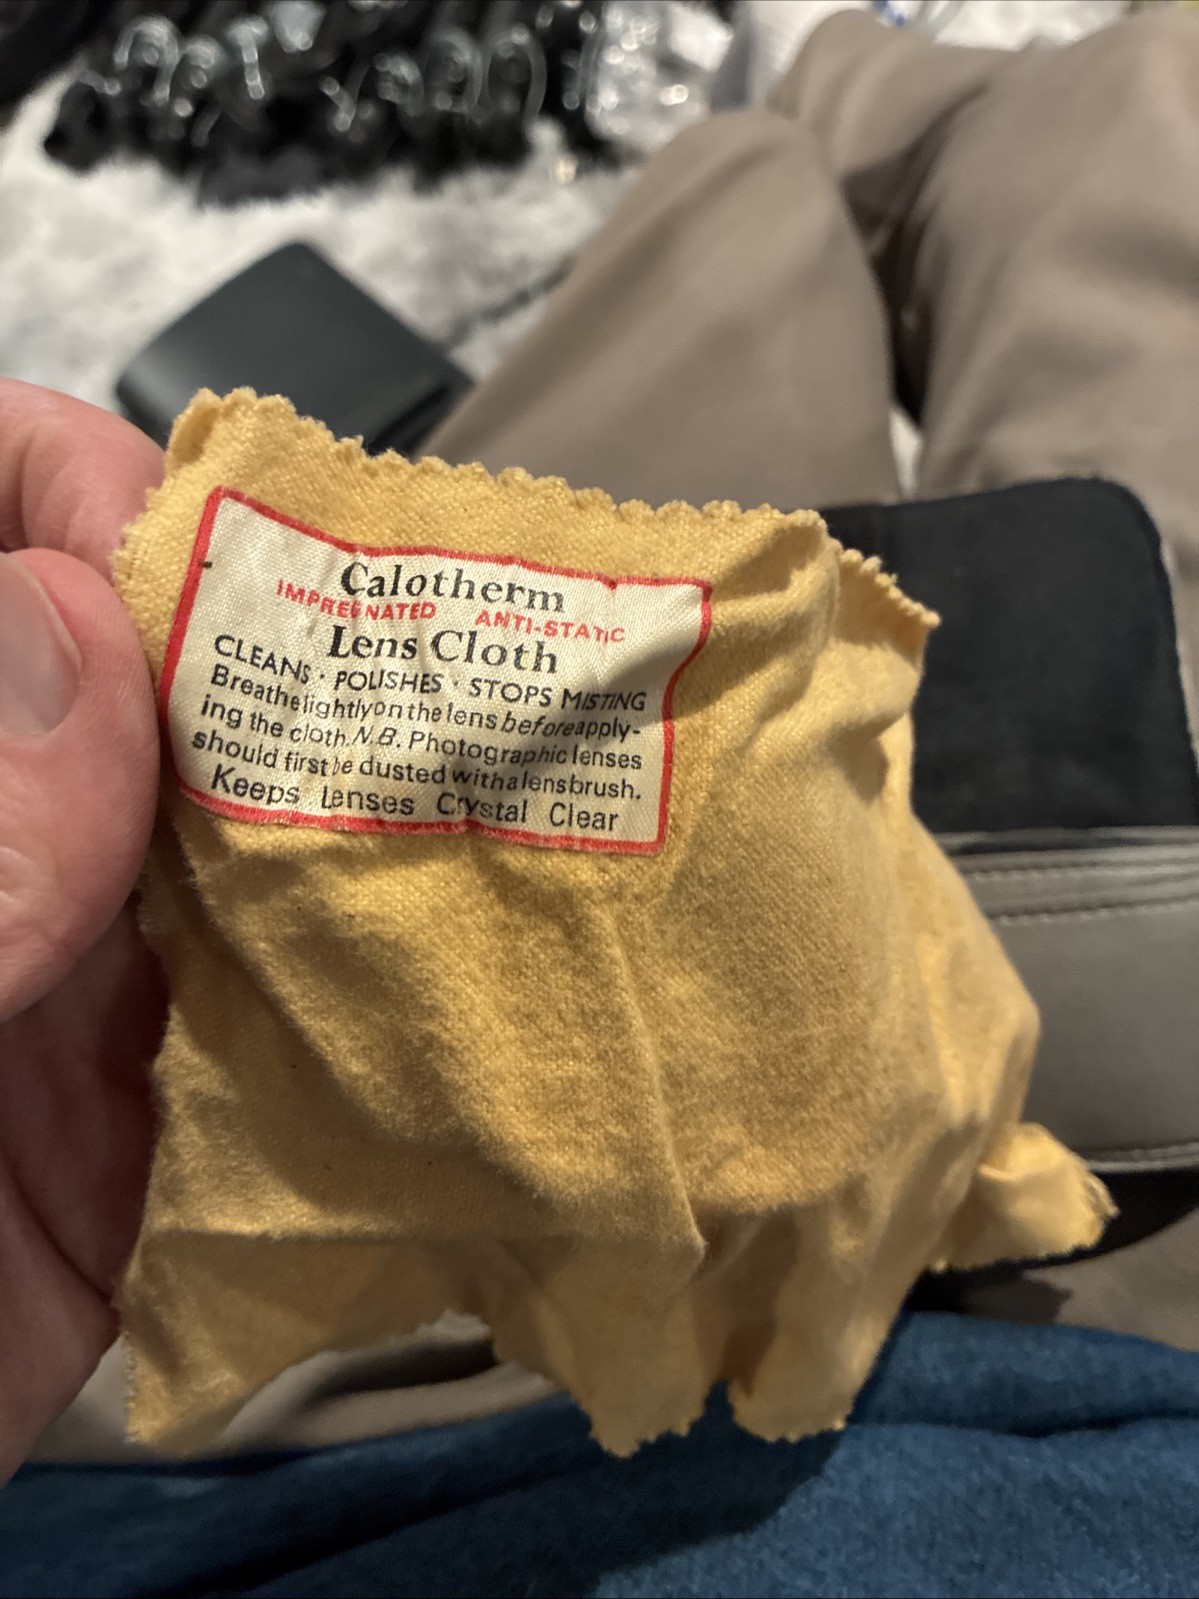 Calotherm
IMPREGNATED ANTI-STATIC
Lens Cloth
CLEANS · POLISHES · STOPS MISTING
Breathe lightly on the lens before apply-
ing the cloth. N.B. Photographic lenses
should first be dusted with a lens brush.
Keeps Lenses Crystal Clear